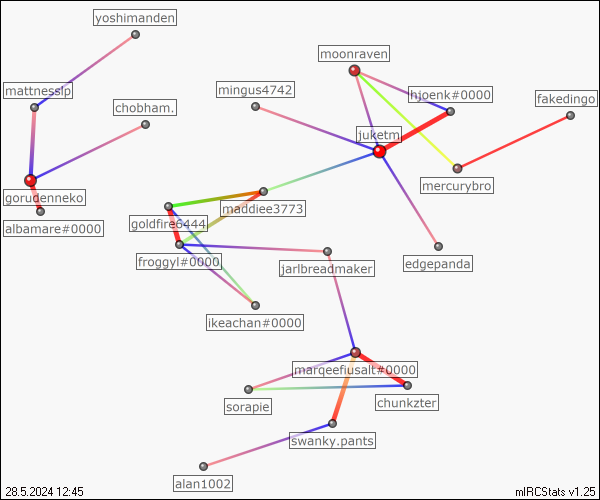 yoshimanden
moonraven
mattnesslp
mingus4742
hjoenk#0000
fakedingo
chobham.
juketm
mercurybro
gorudenneko
maddiee3773
goldfire6444
albamare#0000
froggyl#0000
jarlbreadmaker
edgepanda
ikeachan#0000
marqeefiusalt#0000
sorapie
chunkzter
swanky.pants
alan1002
28.5.2024 12:45
mIRCStats v1.25